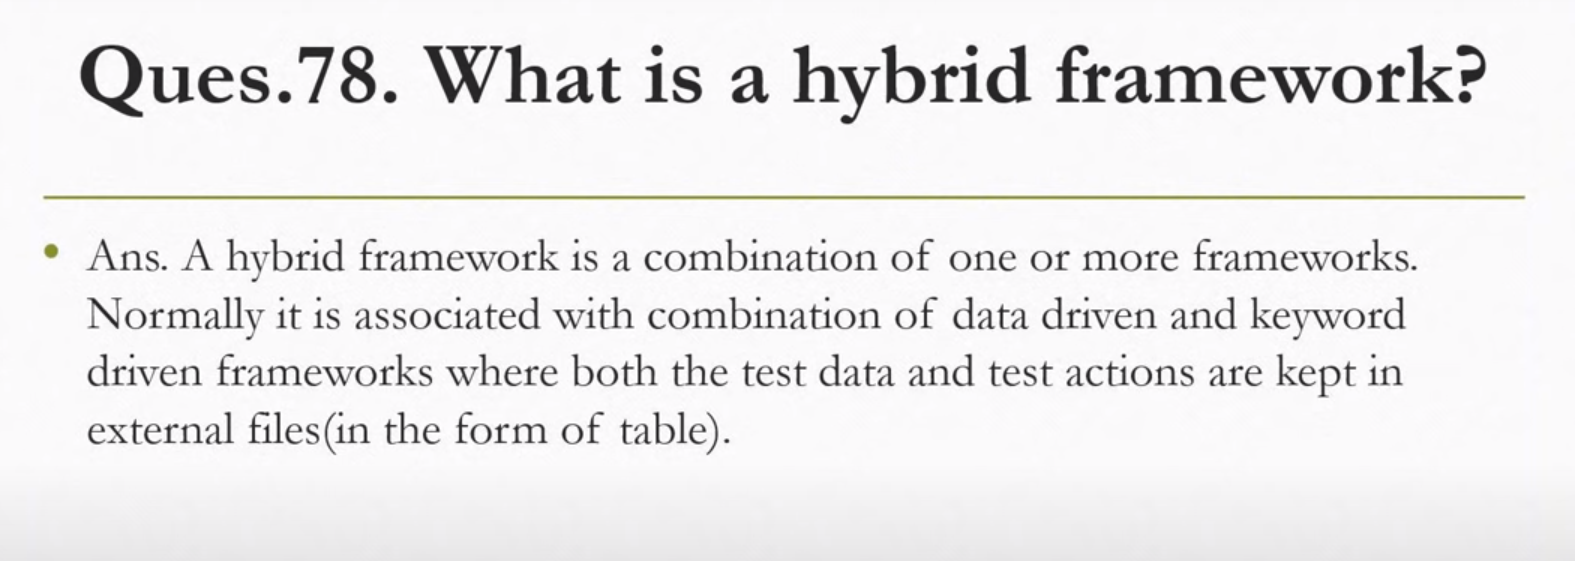 Ques.78. What is a hybrid framework?
• Ans. A hybrid framework is a combination of one or more frameworks.
Normally it is associated with combination of data driven and keyword
driven frameworks where both the test data and test actions are kept in
external files(in the form of table).